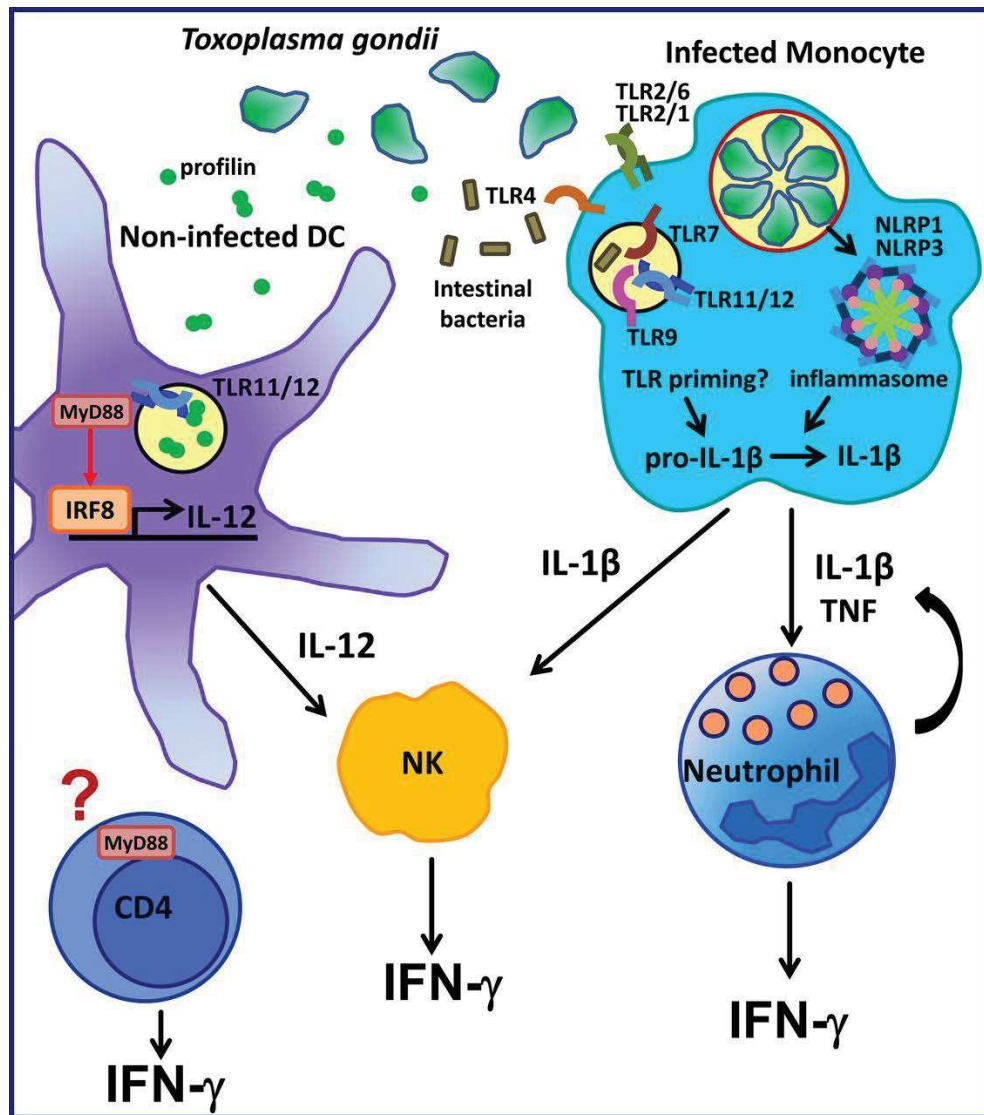 Toxoplasma gondii
Infected Monocyte
TLR2/6
TLR2/1
profilin
TLR4
Non-infected DC
TLR7
NLRP1
NLRP3
Intestinal
bacteria
TLR11/12
TLR9
TLR11/12
MyD88
TLR priming?
inflammasome
pro-IL-1β
IL-1β
IRF8
IL-12
IL-1β
IL-1β
TNF
IL-12
NK
Neutrophil
?
MyD88
CD4
IFN-γ
IFN-γ
IFN-γ